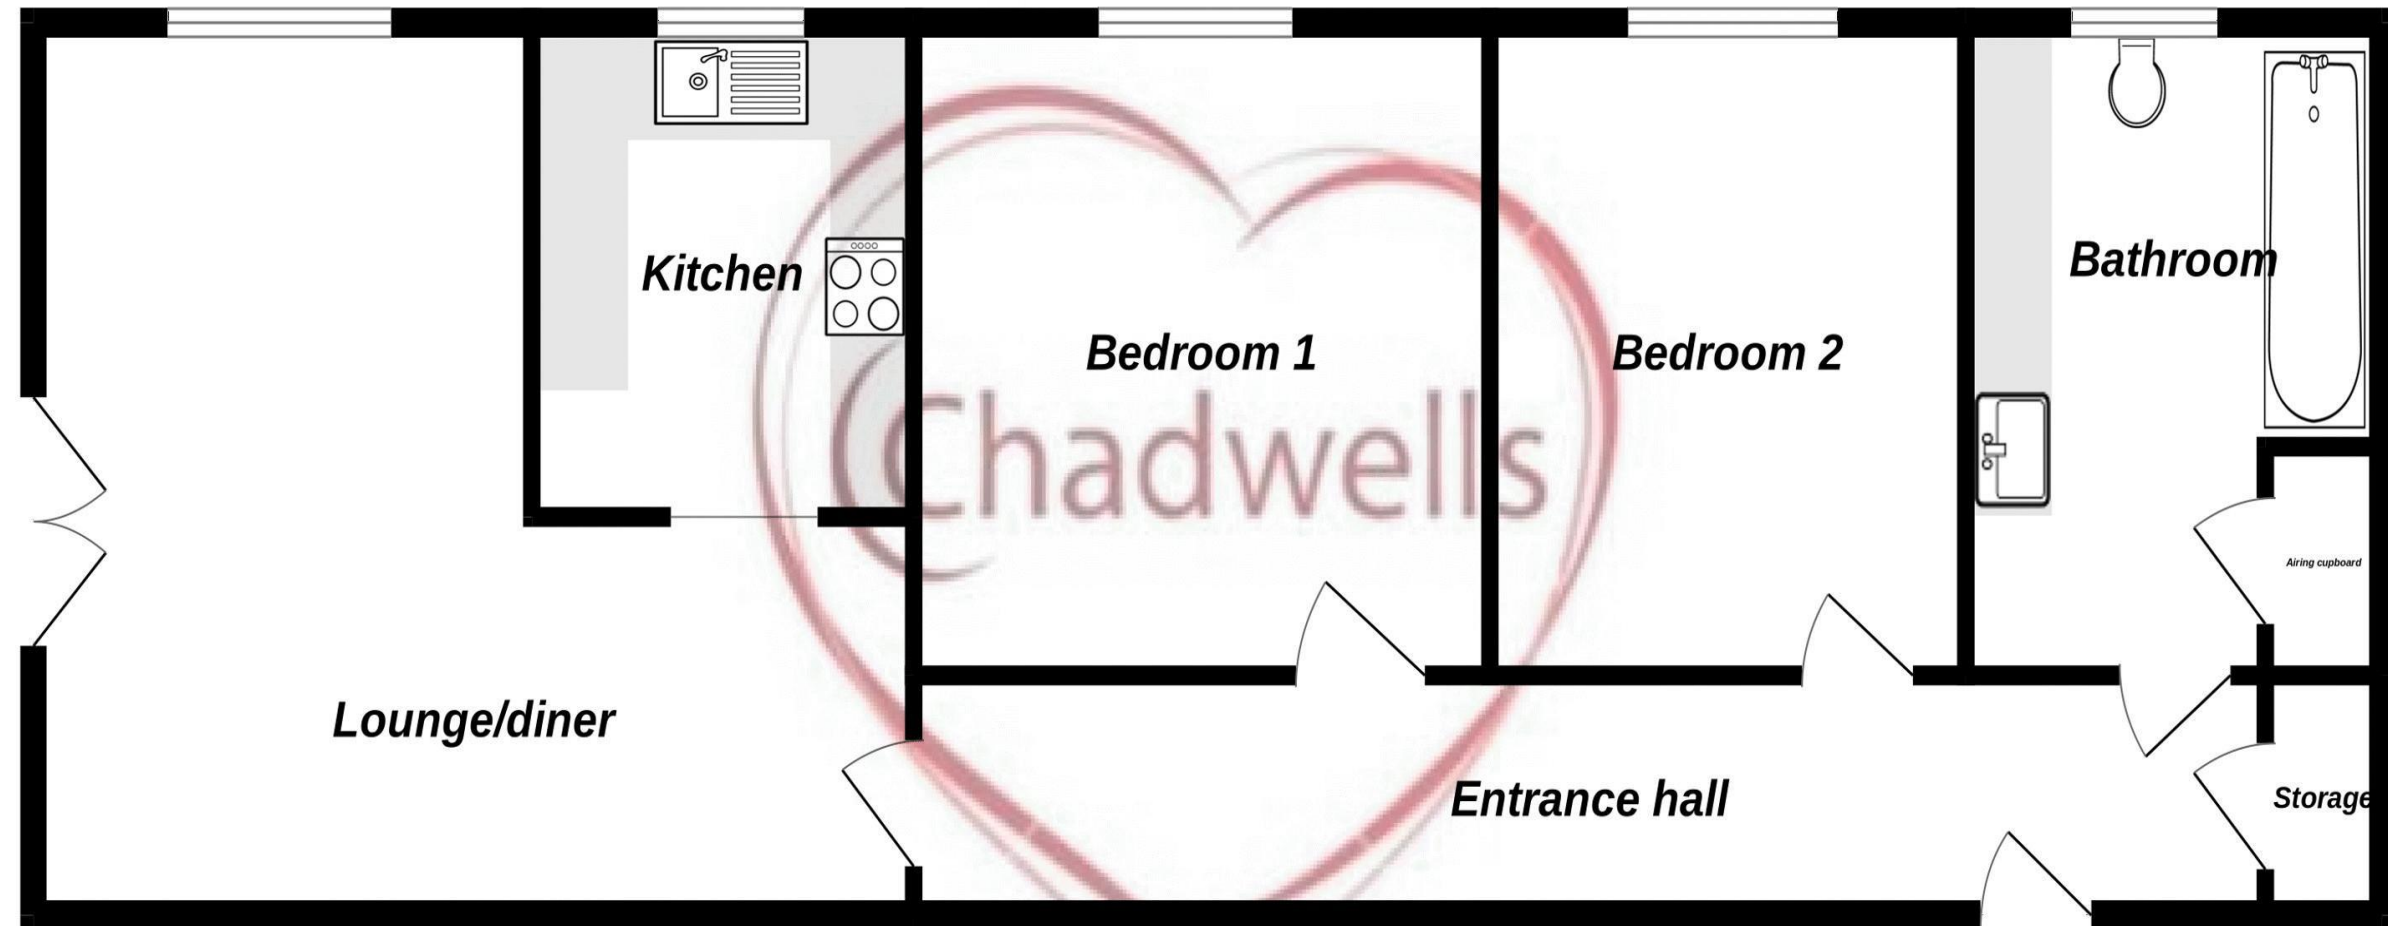 Kitchen
Bathroom
Bedroom 1
Bedroom 2
Chadwells
Airing cupboard
Lounge/diner
Entrance hall
Storage